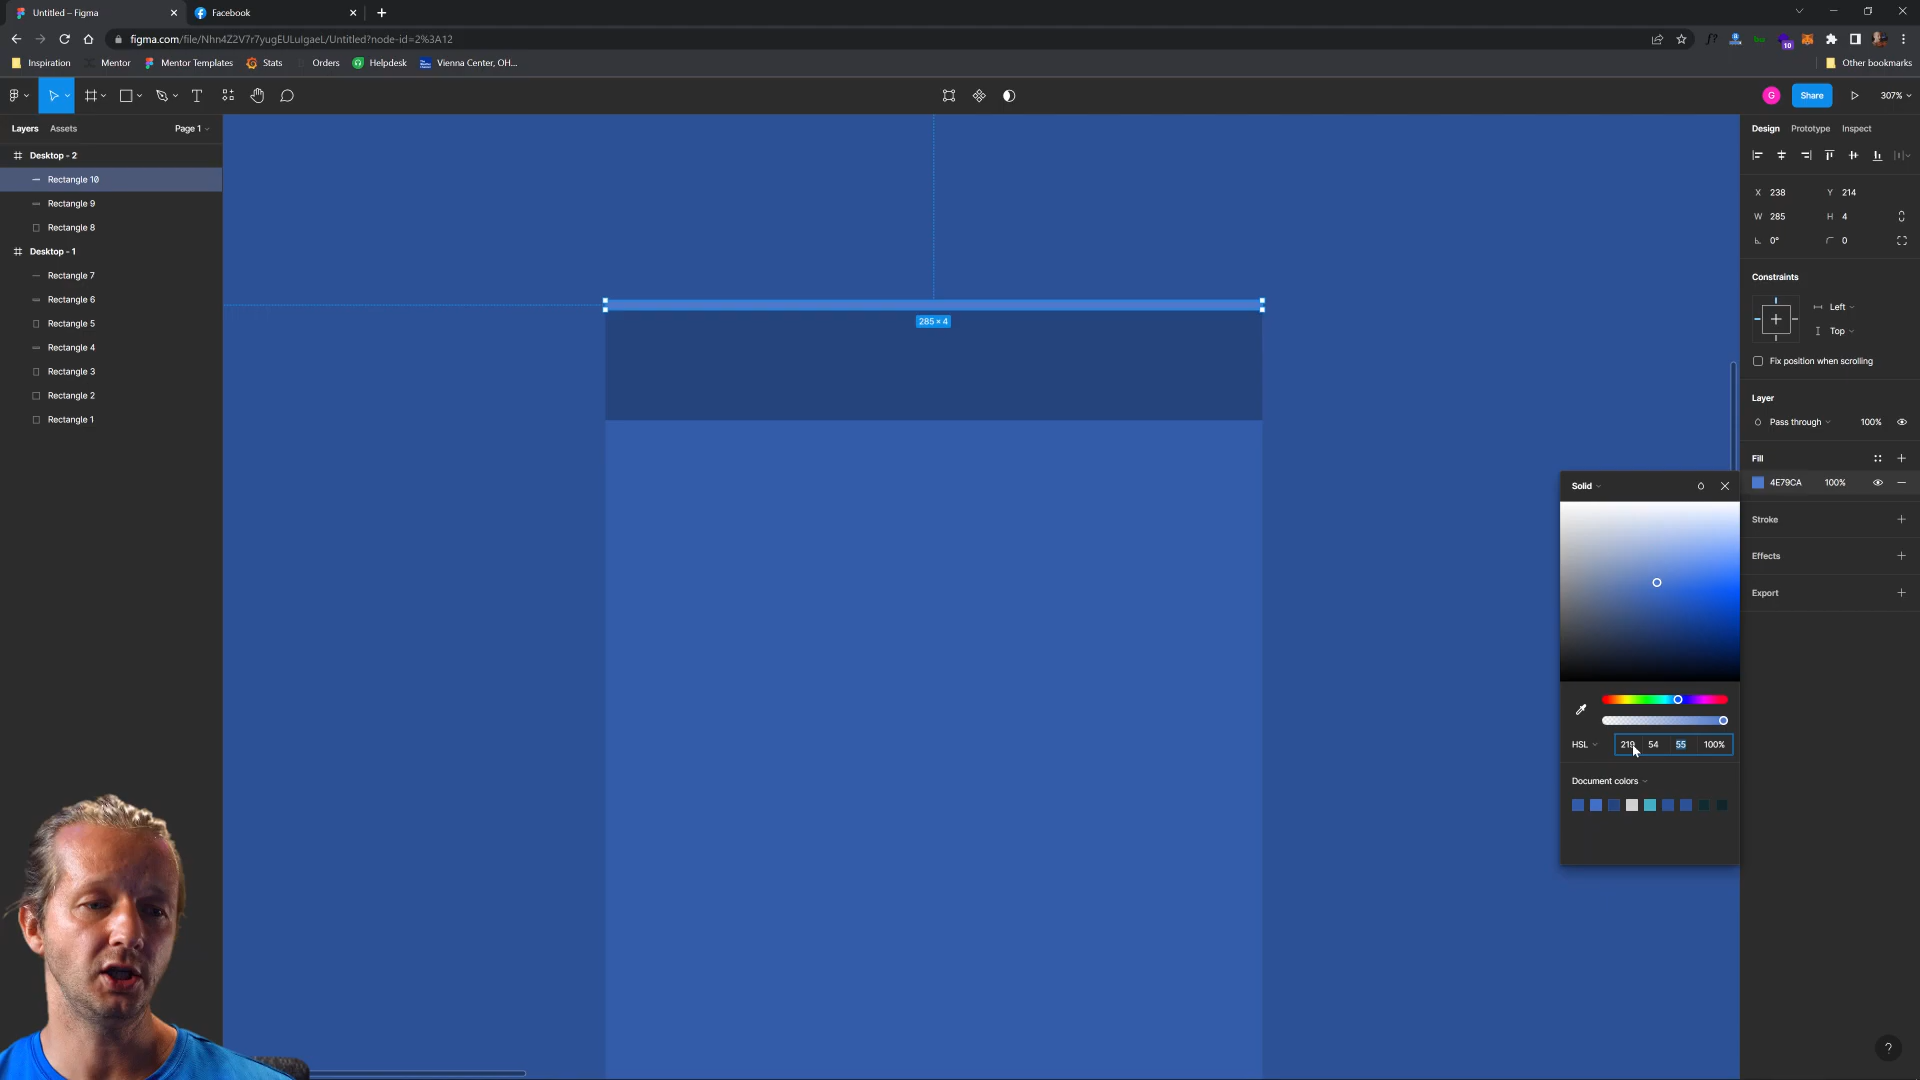 Untitled – Figma
Facebook
figma.com/file/Nhn4Z2V7r7yugEULuIgaeL/Untitled?node-id=2%3A12
Inspiration
Mentor
Mentor Templates
Stats
Orders
Helpdesk
Vienna Center, OH...
10
Other bookmarks
G
Share
307%
Layers
Assets
Page 1
Desktop - 2
Rectangle 10
Rectangle 9
Rectangle 8
Desktop - 1
Rectangle 7
Rectangle 6
Rectangle 5
Rectangle 4
Rectangle 3
Rectangle 2
Rectangle 1
285 × 4
Design
Prototype
Inspect
X 238
Y 214
W 285
H 4
0°
0
Constraints
Left
Top
Fix position when scrolling
Layer
Pass through
100%
Fill
4E79CA
100%
Stroke
Effects
Export
Solid
HSL
219
54
55
100%
Document colors
?